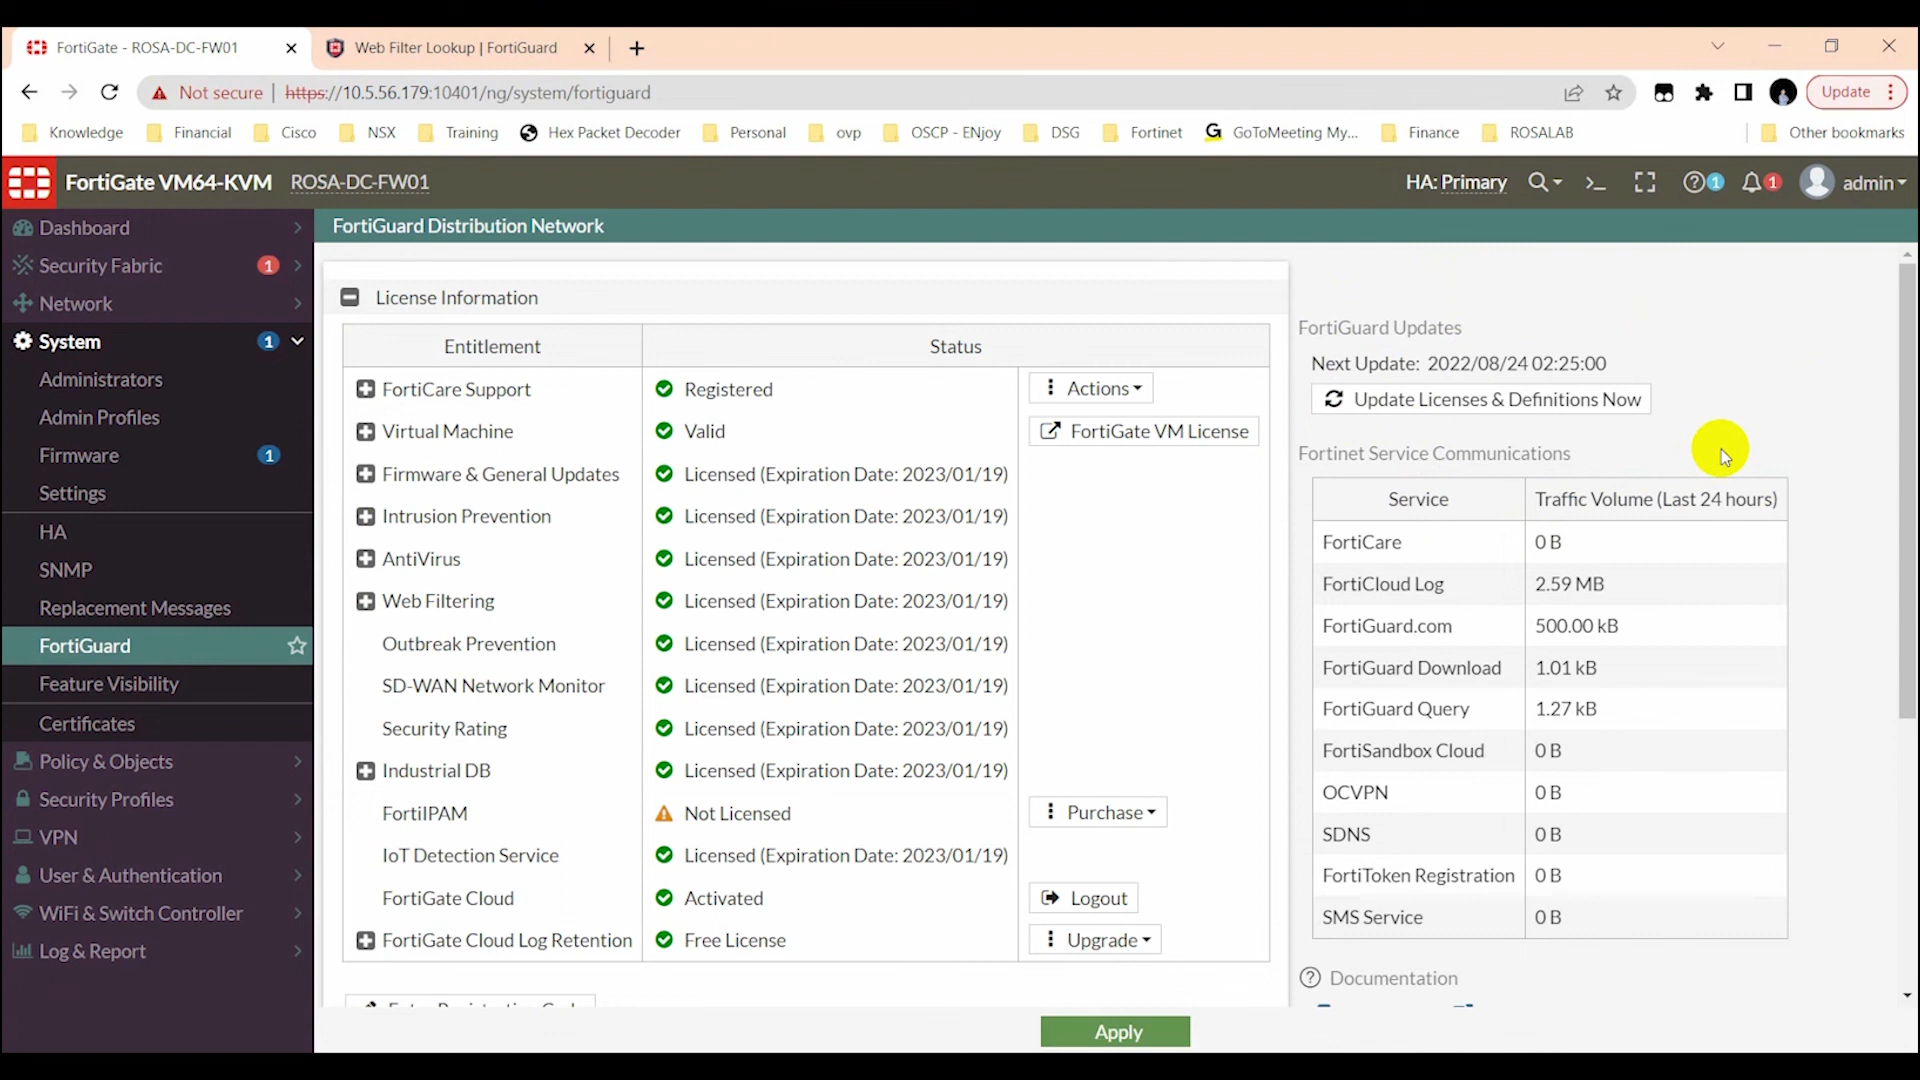 FortiGate - ROSA-DC-FW01
Web Filter Lookup | FortiGuard
Not secure | https://10.5.56.179:10401/ng/system/fortiguard
Update
Knowledge
Financial
Cisco
NSX
Training
Hex Packet Decoder
Personal
ovp
OSCP - ENjoy
DSG
Fortinet
GoToMeeting My...
Finance
ROSALAB
Other bookmarks
FortiGate VM64-KVM ROSA-DC-FW01
HA: Primary
1
1
admin
Dashboard
Security Fabric 1
Network
System 1
Administrators
Admin Profiles
Firmware 1
Settings
HA
SNMP
Replacement Messages
FortiGuard
Feature Visibility
Certificates
Policy & Objects
Security Profiles
VPN
User & Authentication
WiFi & Switch Controller
Log & Report
FortiGuard Distribution Network
License Information
Entitlement Status
FortiCare Support Registered Actions
Virtual Machine Valid FortiGate VM License
Firmware & General Updates Licensed (Expiration Date: 2023/01/19)
Intrusion Prevention Licensed (Expiration Date: 2023/01/19)
AntiVirus Licensed (Expiration Date: 2023/01/19)
Web Filtering Licensed (Expiration Date: 2023/01/19)
Outbreak Prevention Licensed (Expiration Date: 2023/01/19)
SD-WAN Network Monitor Licensed (Expiration Date: 2023/01/19)
Security Rating Licensed (Expiration Date: 2023/01/19)
Industrial DB Licensed (Expiration Date: 2023/01/19)
FortiIPAM Not Licensed Purchase
IoT Detection Service Licensed (Expiration Date: 2023/01/19)
FortiGate Cloud Activated Logout
FortiGate Cloud Log Retention Free License Upgrade
Apply
FortiGuard Updates
Next Update: 2022/08/24 02:25:00
Update Licenses & Definitions Now
Fortinet Service Communications
Service Traffic Volume (Last 24 hours)
FortiCare 0 B
FortiCloud Log 2.59 MB
FortiGuard.com 500.00 kB
FortiGuard Download 1.01 kB
FortiGuard Query 1.27 kB
FortiSandbox Cloud 0 B
OCVPN 0 B
SDNS 0 B
FortiToken Registration 0 B
SMS Service 0 B
Documentation